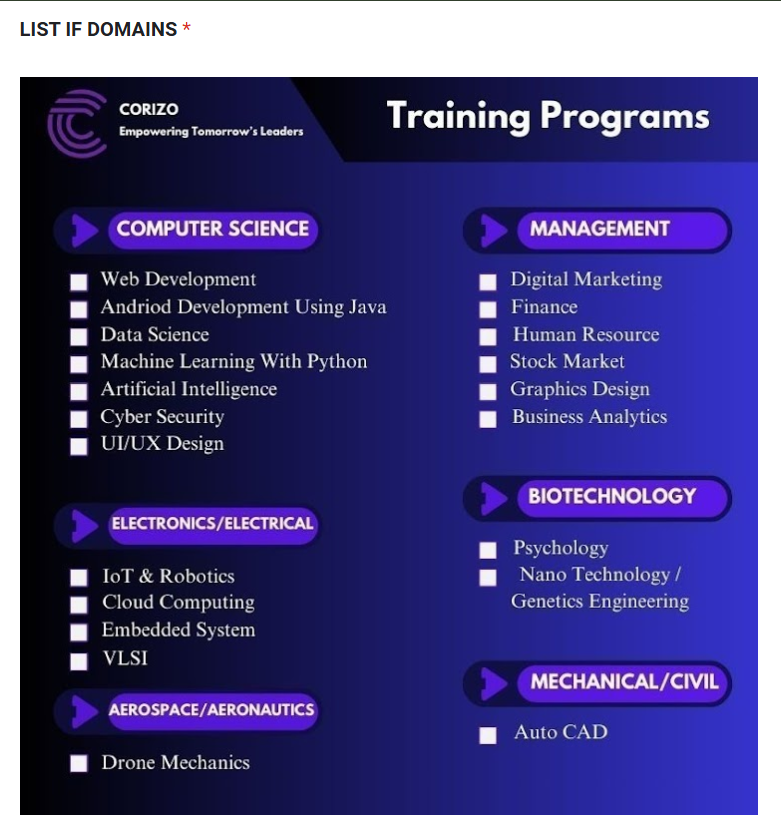 LIST IF DOMAINS *
CORIZO
Empowering Tomorrow's Leaders
Training Programs
COMPUTER SCIENCE
Web Development
Andriod Development Using Java
Data Science
Machine Learning With Python
Artificial Intelligence
Cyber Security
UI/UX Design
ELECTRONICS/ELECTRICAL
IoT & Robotics
Cloud Computing
Embedded System
VLSI
AEROSPACE/AERONAUTICS
Drone Mechanics
MANAGEMENT
Digital Marketing
Finance
Human Resource
Stock Market
Graphics Design
Business Analytics
BIOTECHNOLOGY
Psychology
Nano Technology /
Genetics Engineering
MECHANICAL/CIVIL
Auto CAD